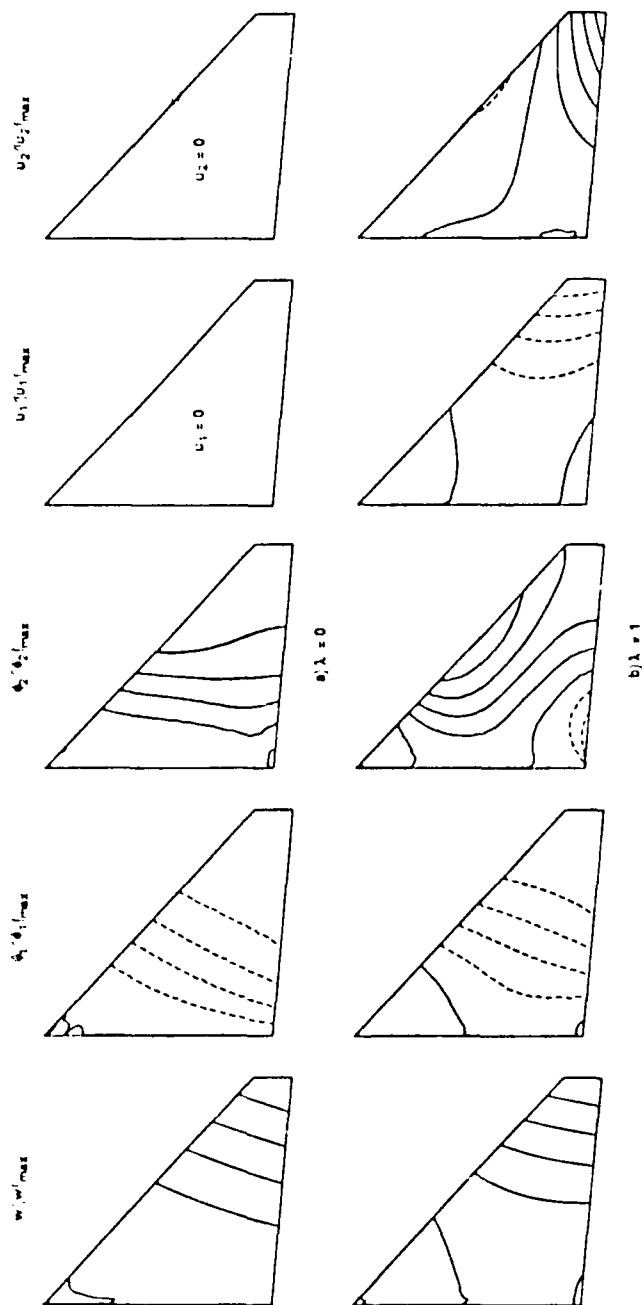 w/|w|max
ϕ1/|ϕ1|max
ϕ2/|ϕ2|max
u1/|u1|max
u2/|u2|max
u1 = 0
u2 = 0
a) λ = 0
b) λ = 1